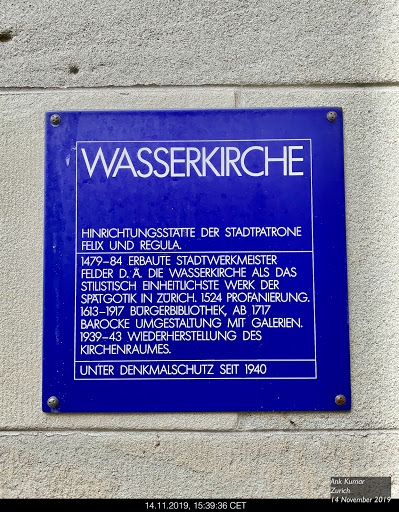 WASSERKIRCHE
HINRICHTUNGSSTÄTTE DER STADTPATRONE
FELIX UND REGULA.
1479–84 ERBAUTE STADTWERKMEISTER
FELDER D. Ä. DIE WASSERKIRCHE ALS DAS
STILISTISCH EINHEITLICHSTE WERK DER
SPÄTGOTIK IN ZÜRICH. 1524 PROFANIERUNG.
1613–1917 BÜRGERBIBLIOTHEK, AB 1717
BAROCKE UMGESTALTUNG MIT GALERIEN.
1939–43 WIEDERHERSTELLUNG DES
KIRCHENRAUMES.
UNTER DENKMALSCHUTZ SEIT 1940
Ank Kumar
Zurich
14 November 2019
14.11.2019, 15:39:36 CET